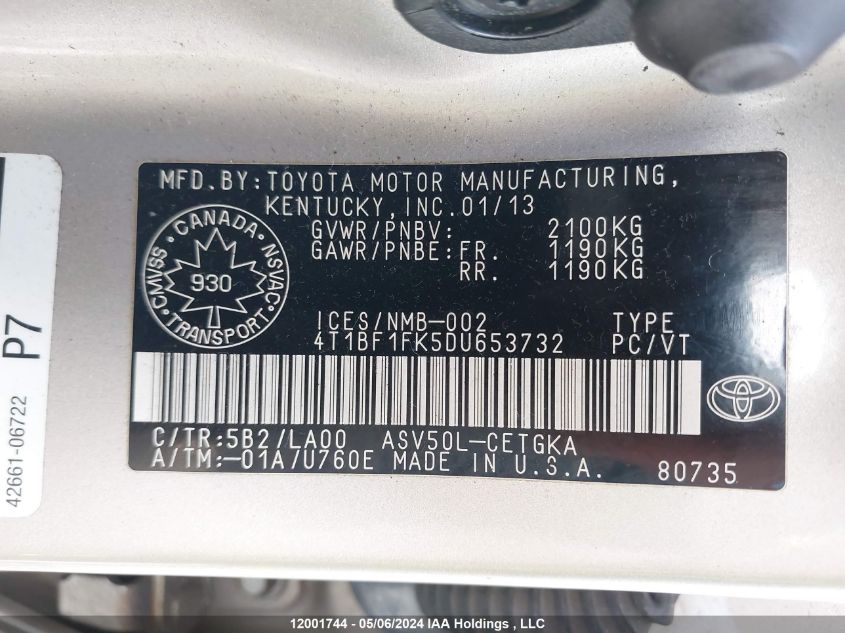 MFD.BY:TOYOTA MOTOR MANUFACTURING,
KENTUCKY,INC.01/13
GVWR/PNBV: 2100KG
GAWR/PNBE:FR. 1190KG
RR. 1190KG
CANADA
CMVSS
NSVAC
930
TRANSPORT
ICES/NMB-002 TYPE
4T1BF1FK5DU653732 PC/VT
C/TR:5B2/LA00 ASV50L-CETGKA
A/TM:-01A/U760E MADE IN U.S.A. 80735
P7
42661-06722
12001744 - 05/06/2024 IAA Holdings , LLC